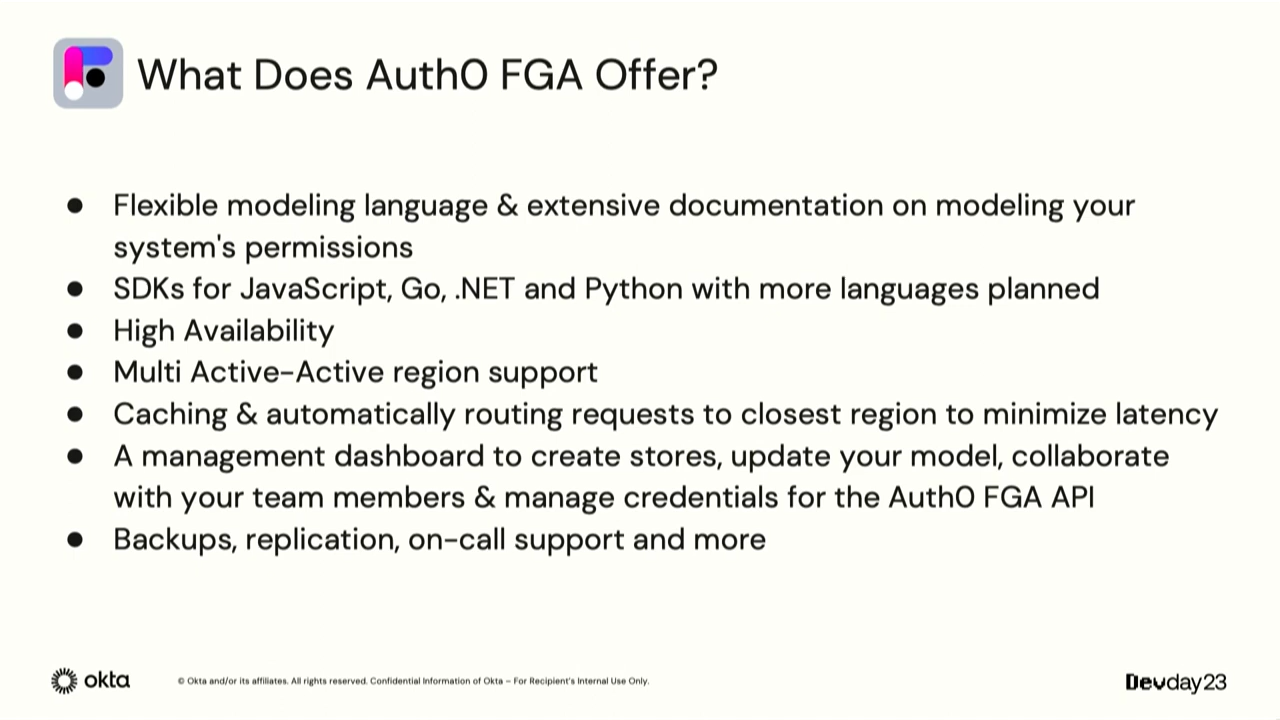 What Does Auth0 FGA Offer?
● Flexible modeling language & extensive documentation on modeling your
system's permissions
● SDKs for JavaScript, Go, .NET and Python with more languages planned
● High Availability
● Multi Active-Active region support
● Caching & automatically routing requests to closest region to minimize latency
● A management dashboard to create stores, update your model, collaborate
with your team members & manage credentials for the Auth0 FGA API
● Backups, replication, on-call support and more
okta
© Okta and/or its affiliates. All rights reserved. Confidential Information of Okta – For Recipient's Internal Use Only.
Devday23